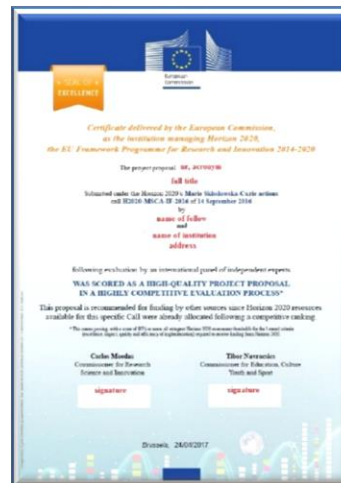 European
Commission
SEAL OF
EXCELLENCE
Certificate delivered by the European Commission,
as the institution managing Horizon 2020,
the EU Framework Programme for Research and Innovation 2014-2020
The project proposal nr, acronym
full title
Submitted under the Horizon 2020's Marie Skłodowska-Curie actions
call H2020-MSCA-IF-2016 of 14 September 2016
by
name of fellow
and
name of institution
address
following evaluation by an international panel of independent experts
WAS SCORED AS A HIGH-QUALITY PROJECT PROPOSAL
IN A HIGHLY COMPETITIVE EVALUATION PROCESS*
This proposal is recommended for funding by other sources since Horizon 2020 resources
available for this specific Call were already allocated following a competitive ranking.
Carlos Moedas
Commissioner for Research
Science and Innovation
Tibor Navracsics
Commissioner for Education, Culture
Youth and Sport
signature
signature
Brussels,